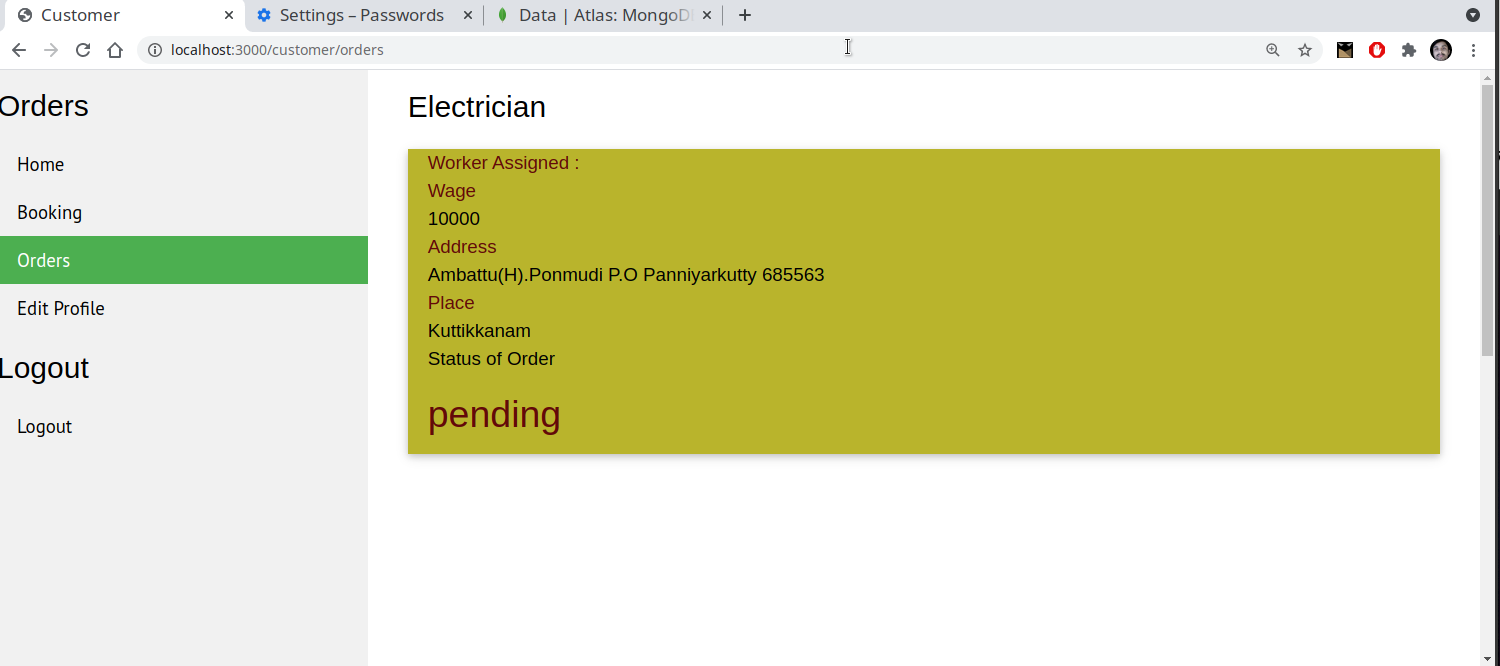 Customer
Settings – Passwords
Data | Atlas: MongoD
localhost:3000/customer/orders
Orders
Home
Booking
Orders
Edit Profile
Logout
Logout
Electrician
Worker Assigned :
Wage
10000
Address
Ambattu(H).Ponmudi P.O Panniyarkutty 685563
Place
Kuttikkanam
Status of Order
pending